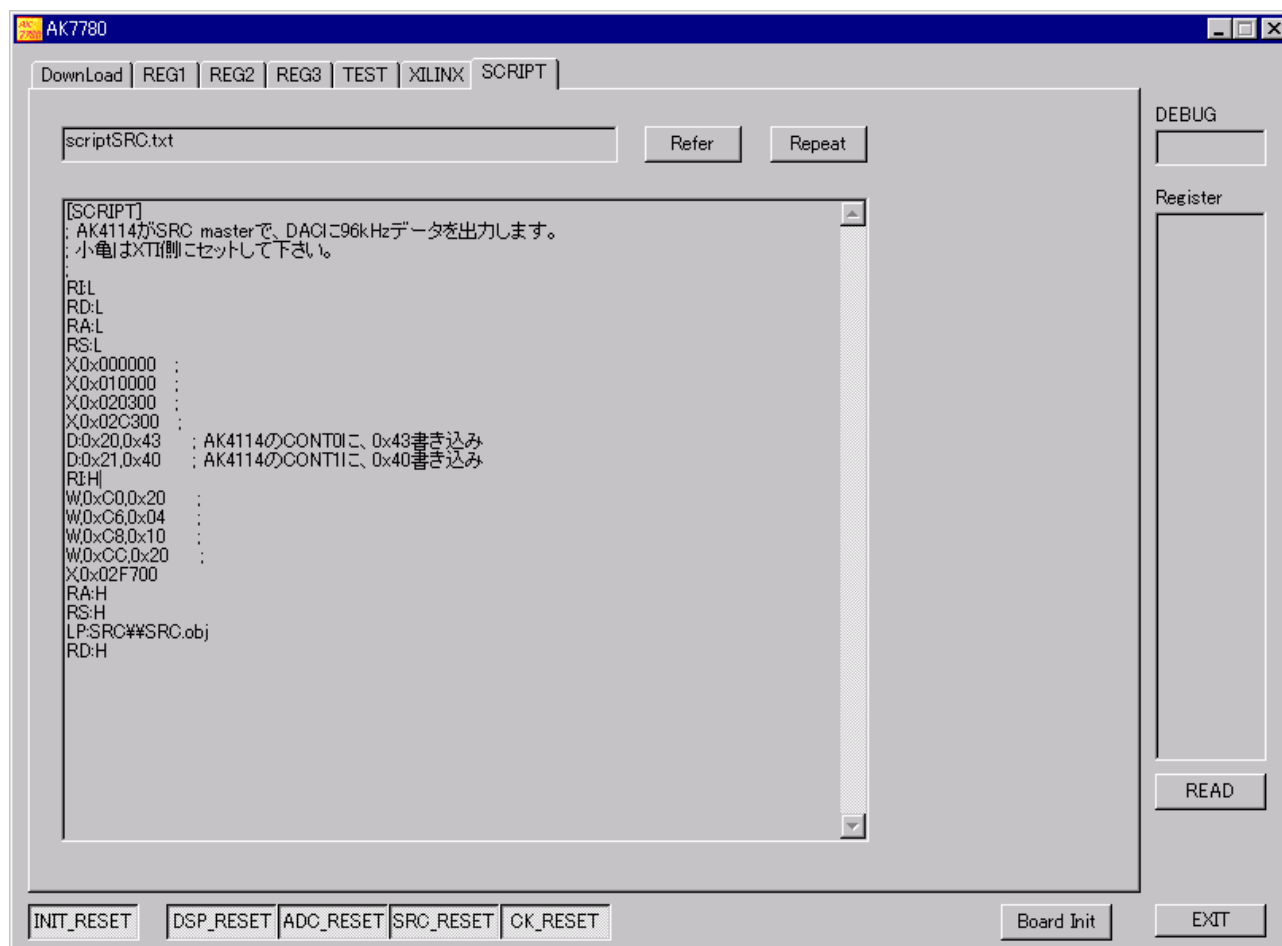 AK7780
DownLoad REG1 REG2 REG3 TEST XILINX SCRIPT
scriptSRC.txt
Refer
Repeat
DEBUG
Register
[SCRIPT]
; AK4114がSRC masterで、DACに96kHzデータを出力します。
; 小亀はXTI側にセットして下さい。
;
RI:L
RD:L
RA:L
RS:L
X,0x000000 ;
X,0x010000 ;
X,0x020300 ;
X,0x02C300 ;
D:0x20,0x43 ; AK4114のCONT0に、0x43書き込み
D:0x21,0x40 ; AK4114のCONT1に、0x40書き込み
RI:H
W,0xC0,0x20 ;
W,0xC6,0x04 ;
W,0xC8,0x10 ;
W,0xCC,0x20 ;
X,0x02F700
RA:H
RS:H
LP:SRC¥¥SRC.obj
RD:H
READ
INIT_RESET DSP_RESET ADC_RESET SRC_RESET CK_RESET
Board Init
EXIT